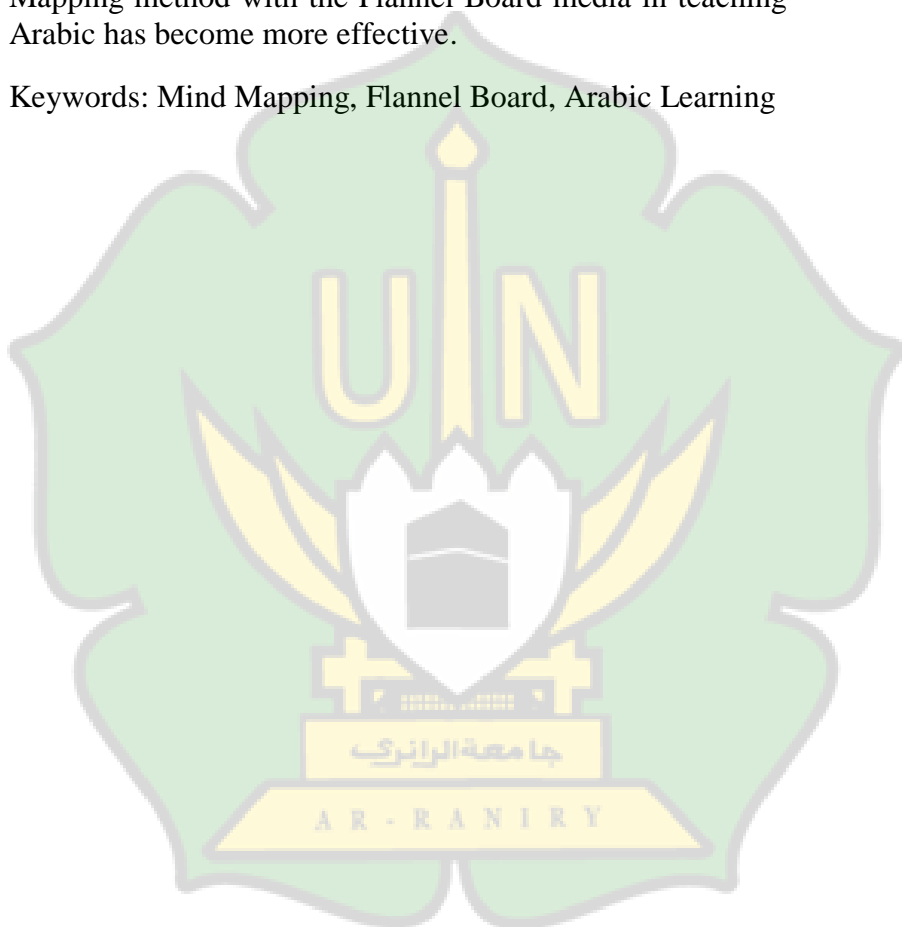 Mapping method with the Flannel Board media in teaching
Arabic has become more effective.
Keywords: Mind Mapping, Flannel Board, Arabic Learning
UIN
جامعة الرانري
AR-RANIRY